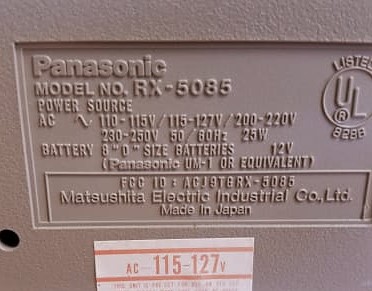 Panasonic
MODEL NO. RX-5085
POWER SOURCE
AC ∿ 110-115V/115-127V/200-220V
230-250V 50/60Hz 25W
BATTERY 8"D" SIZE BATTERIES 12V
(Panasonic UM-1 OR EQUIVALENT)
FCC ID: ACJ9T8RX-5085
Matsushita Electric Industrial Co.,Ltd.
Made In Japan
LISTED
UL
®
828B
AC 115-127V